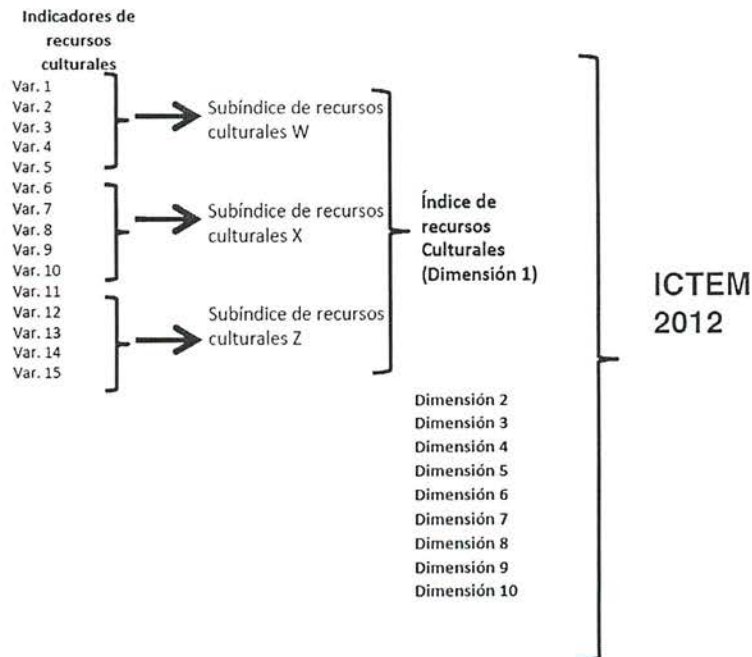 Indicadores de
recursos
culturales
Var. 1
Var. 2
Var. 3
Var. 4
Var. 5
Var. 6
Var. 7
Var. 8
Var. 9
Var. 10
Var. 11
Var. 12
Var. 13
Var. 14
Var. 15
Subíndice de recursos
culturales W
Subíndice de recursos
culturales X
Subíndice de recursos
culturales Z
Índice de
recursos
Culturales
(Dimensión 1)
Dimensión 2
Dimensión 3
Dimensión 4
Dimensión 5
Dimensión 6
Dimensión 7
Dimensión 8
Dimensión 9
Dimensión 10
ICTEM
2012